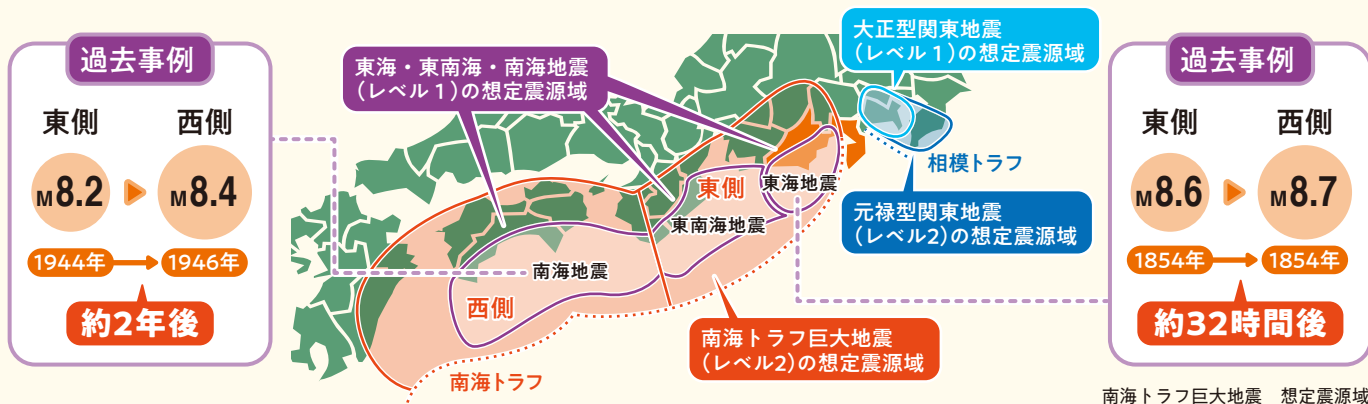 過去事例
東側
西側
M8.2
M8.4
1944年
1946年
約2年後
東海・東南海・南海地震
(レベル1)の想定震源域
大正型関東地震
(レベル1)の想定震源域
相模トラフ
元禄型関東地震
(レベル2)の想定震源域
東側
東海地震
東南海地震
南海地震
西側
南海トラフ巨大地震
(レベル2)の想定震源域
南海トラフ
過去事例
東側
西側
M8.6
M8.7
1854年
1854年
約32時間後
南海トラフ巨大地震 想定震源域